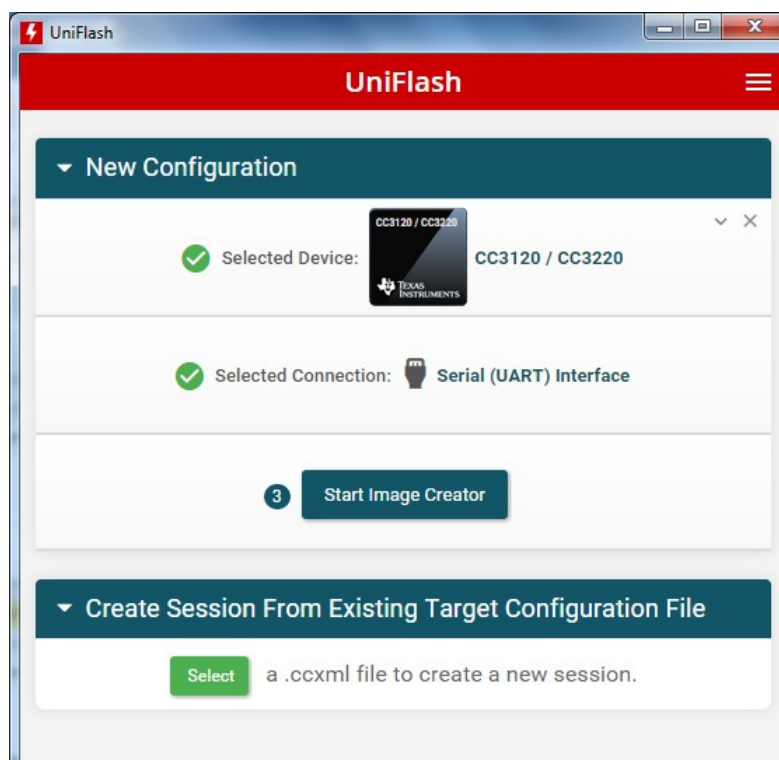 UniFlash
UniFlash
New Configuration
Selected Device:
CC3120 / CC3220
TEXAS
INSTRUMENTS
CC3120 / CC3220
Selected Connection:
Serial (UART) Interface
3
Start Image Creator
Create Session From Existing Target Configuration File
Select
a .ccxml file to create a new session.